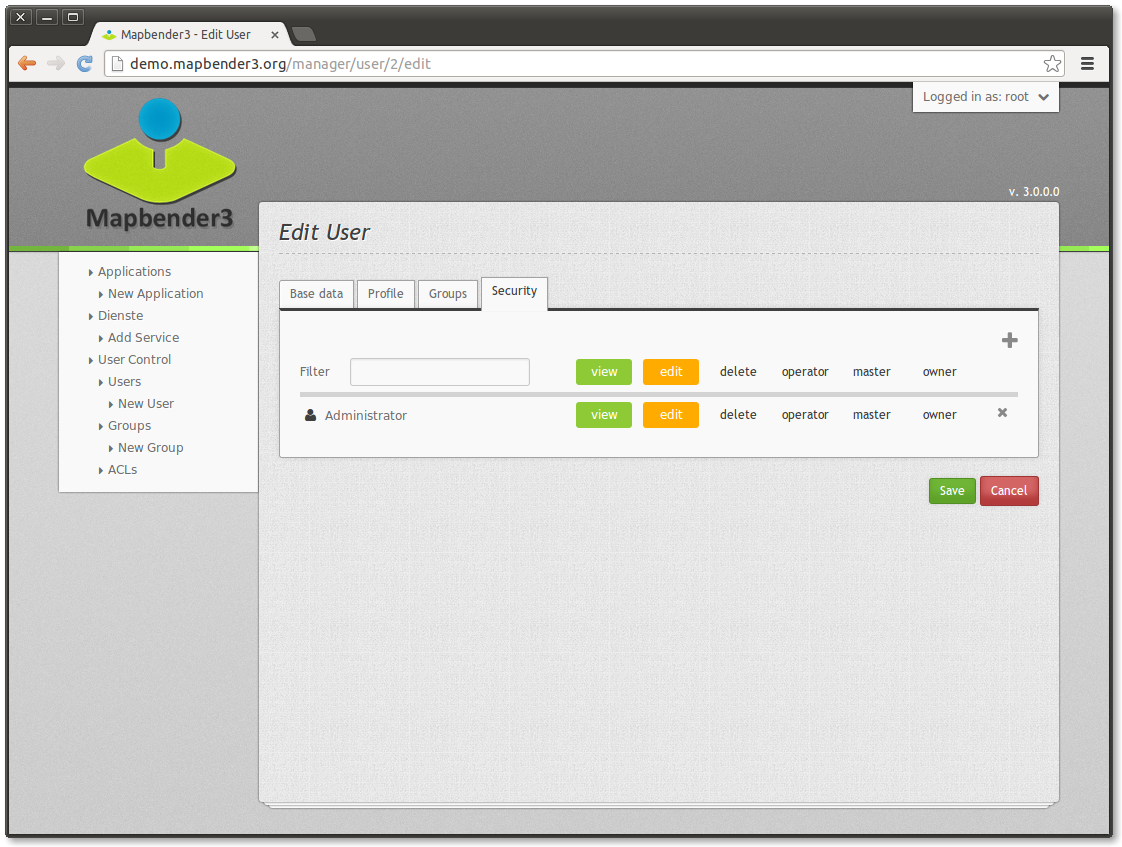 Mapbender3 - Edit User
demo.mapbender3.org/manager/user/2/edit
Logged in as: root
Mapbender3
v. 3.0.0.0
Edit User
Applications
New Application
Dienste
Add Service
User Control
Users
New User
Groups
New Group
ACLs
Base data Profile Groups Security
Filter view edit delete operator master owner
Administrator view edit delete operator master owner
Save Cancel